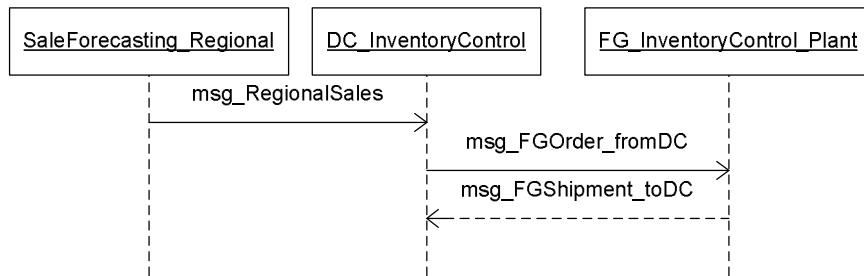 SaleForecasting_Regional
DC_InventoryControl
FG_InventoryControl_Plant
msg_RegionalSales
msg_FGOrder_fromDC
msg_FGShipment_toDC